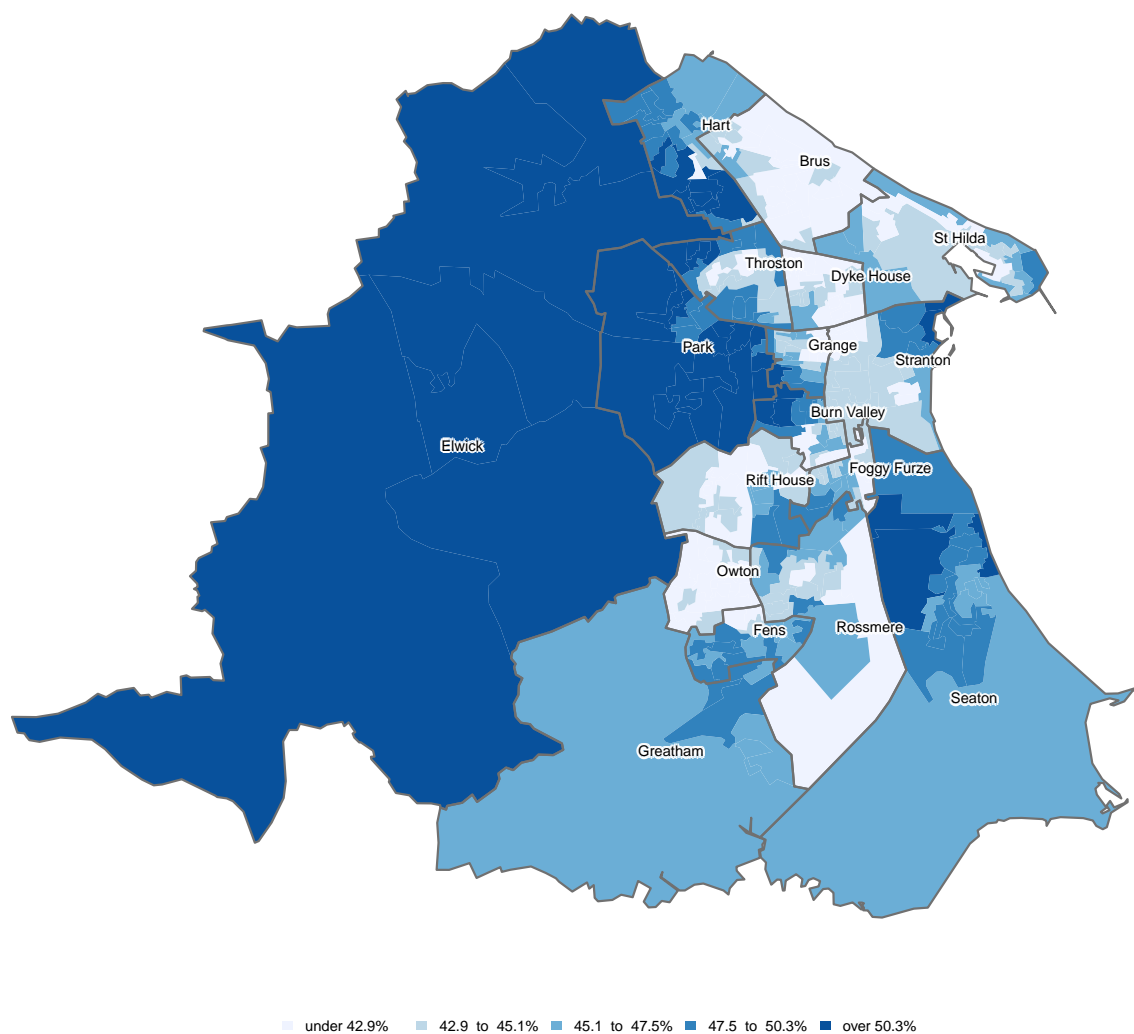 Hart
Brus
St Hilda
Throston
Dyke House
Park
Grange
Stranton
Burn Valley
Elwick
Foggy Furze
Rift House
Owton
Fens
Rossmere
Seaton
Greatham
under 42.9% 42.9 to 45.1% 45.1 to 47.5% 47.5 to 50.3% over 50.3%